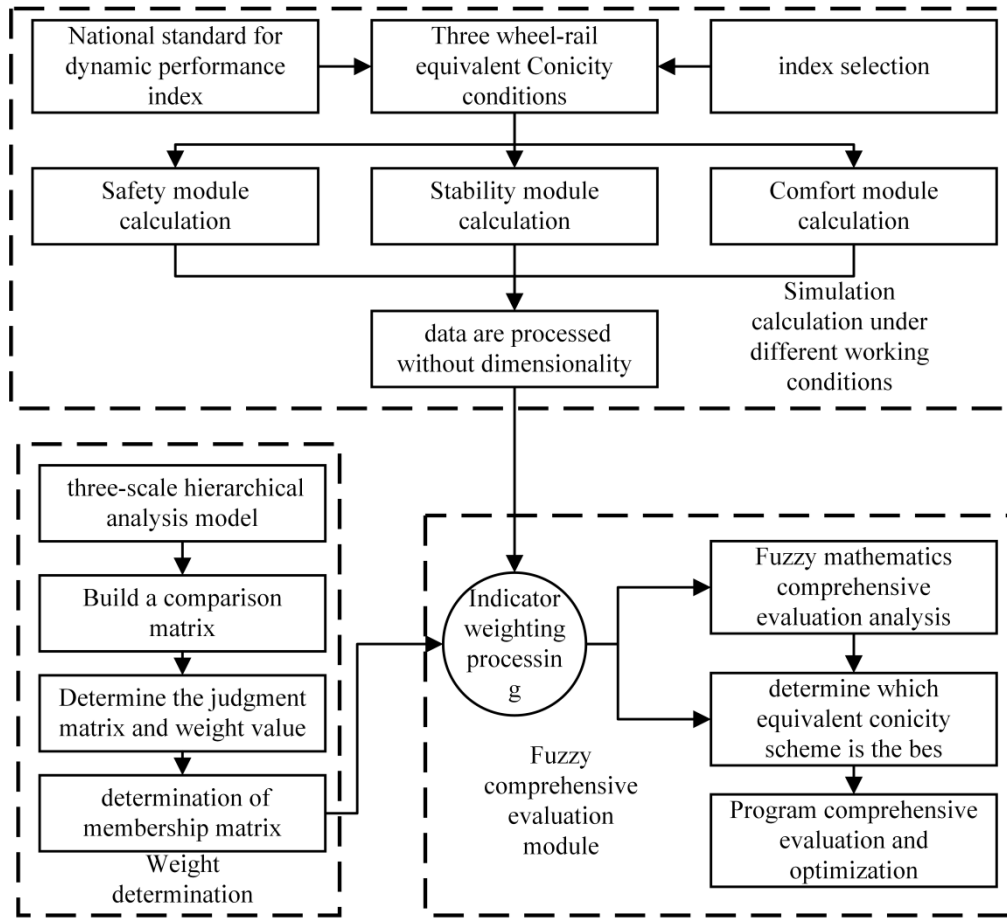 National standard for
dynamic performance
index
Three wheel-rail
equivalent Conicity
conditions
index selection
Safety module
calculation
Stability module
calculation
Comfort module
calculation
Simulation
calculation under
different working
conditions
data are processed
without dimensionality
three-scale hierarchical
analysis model
Build a comparison
matrix
Determine the judgment
matrix and weight value
determination of
membership matrix
Weight
determination
Indicator
weighting
processin
g
Fuzzy
comprehensive
evaluation
module
Fuzzy mathematics
comprehensive
evaluation analysis
determine which
equivalent conicity
scheme is the bes
Program comprehensive
evaluation and
optimization